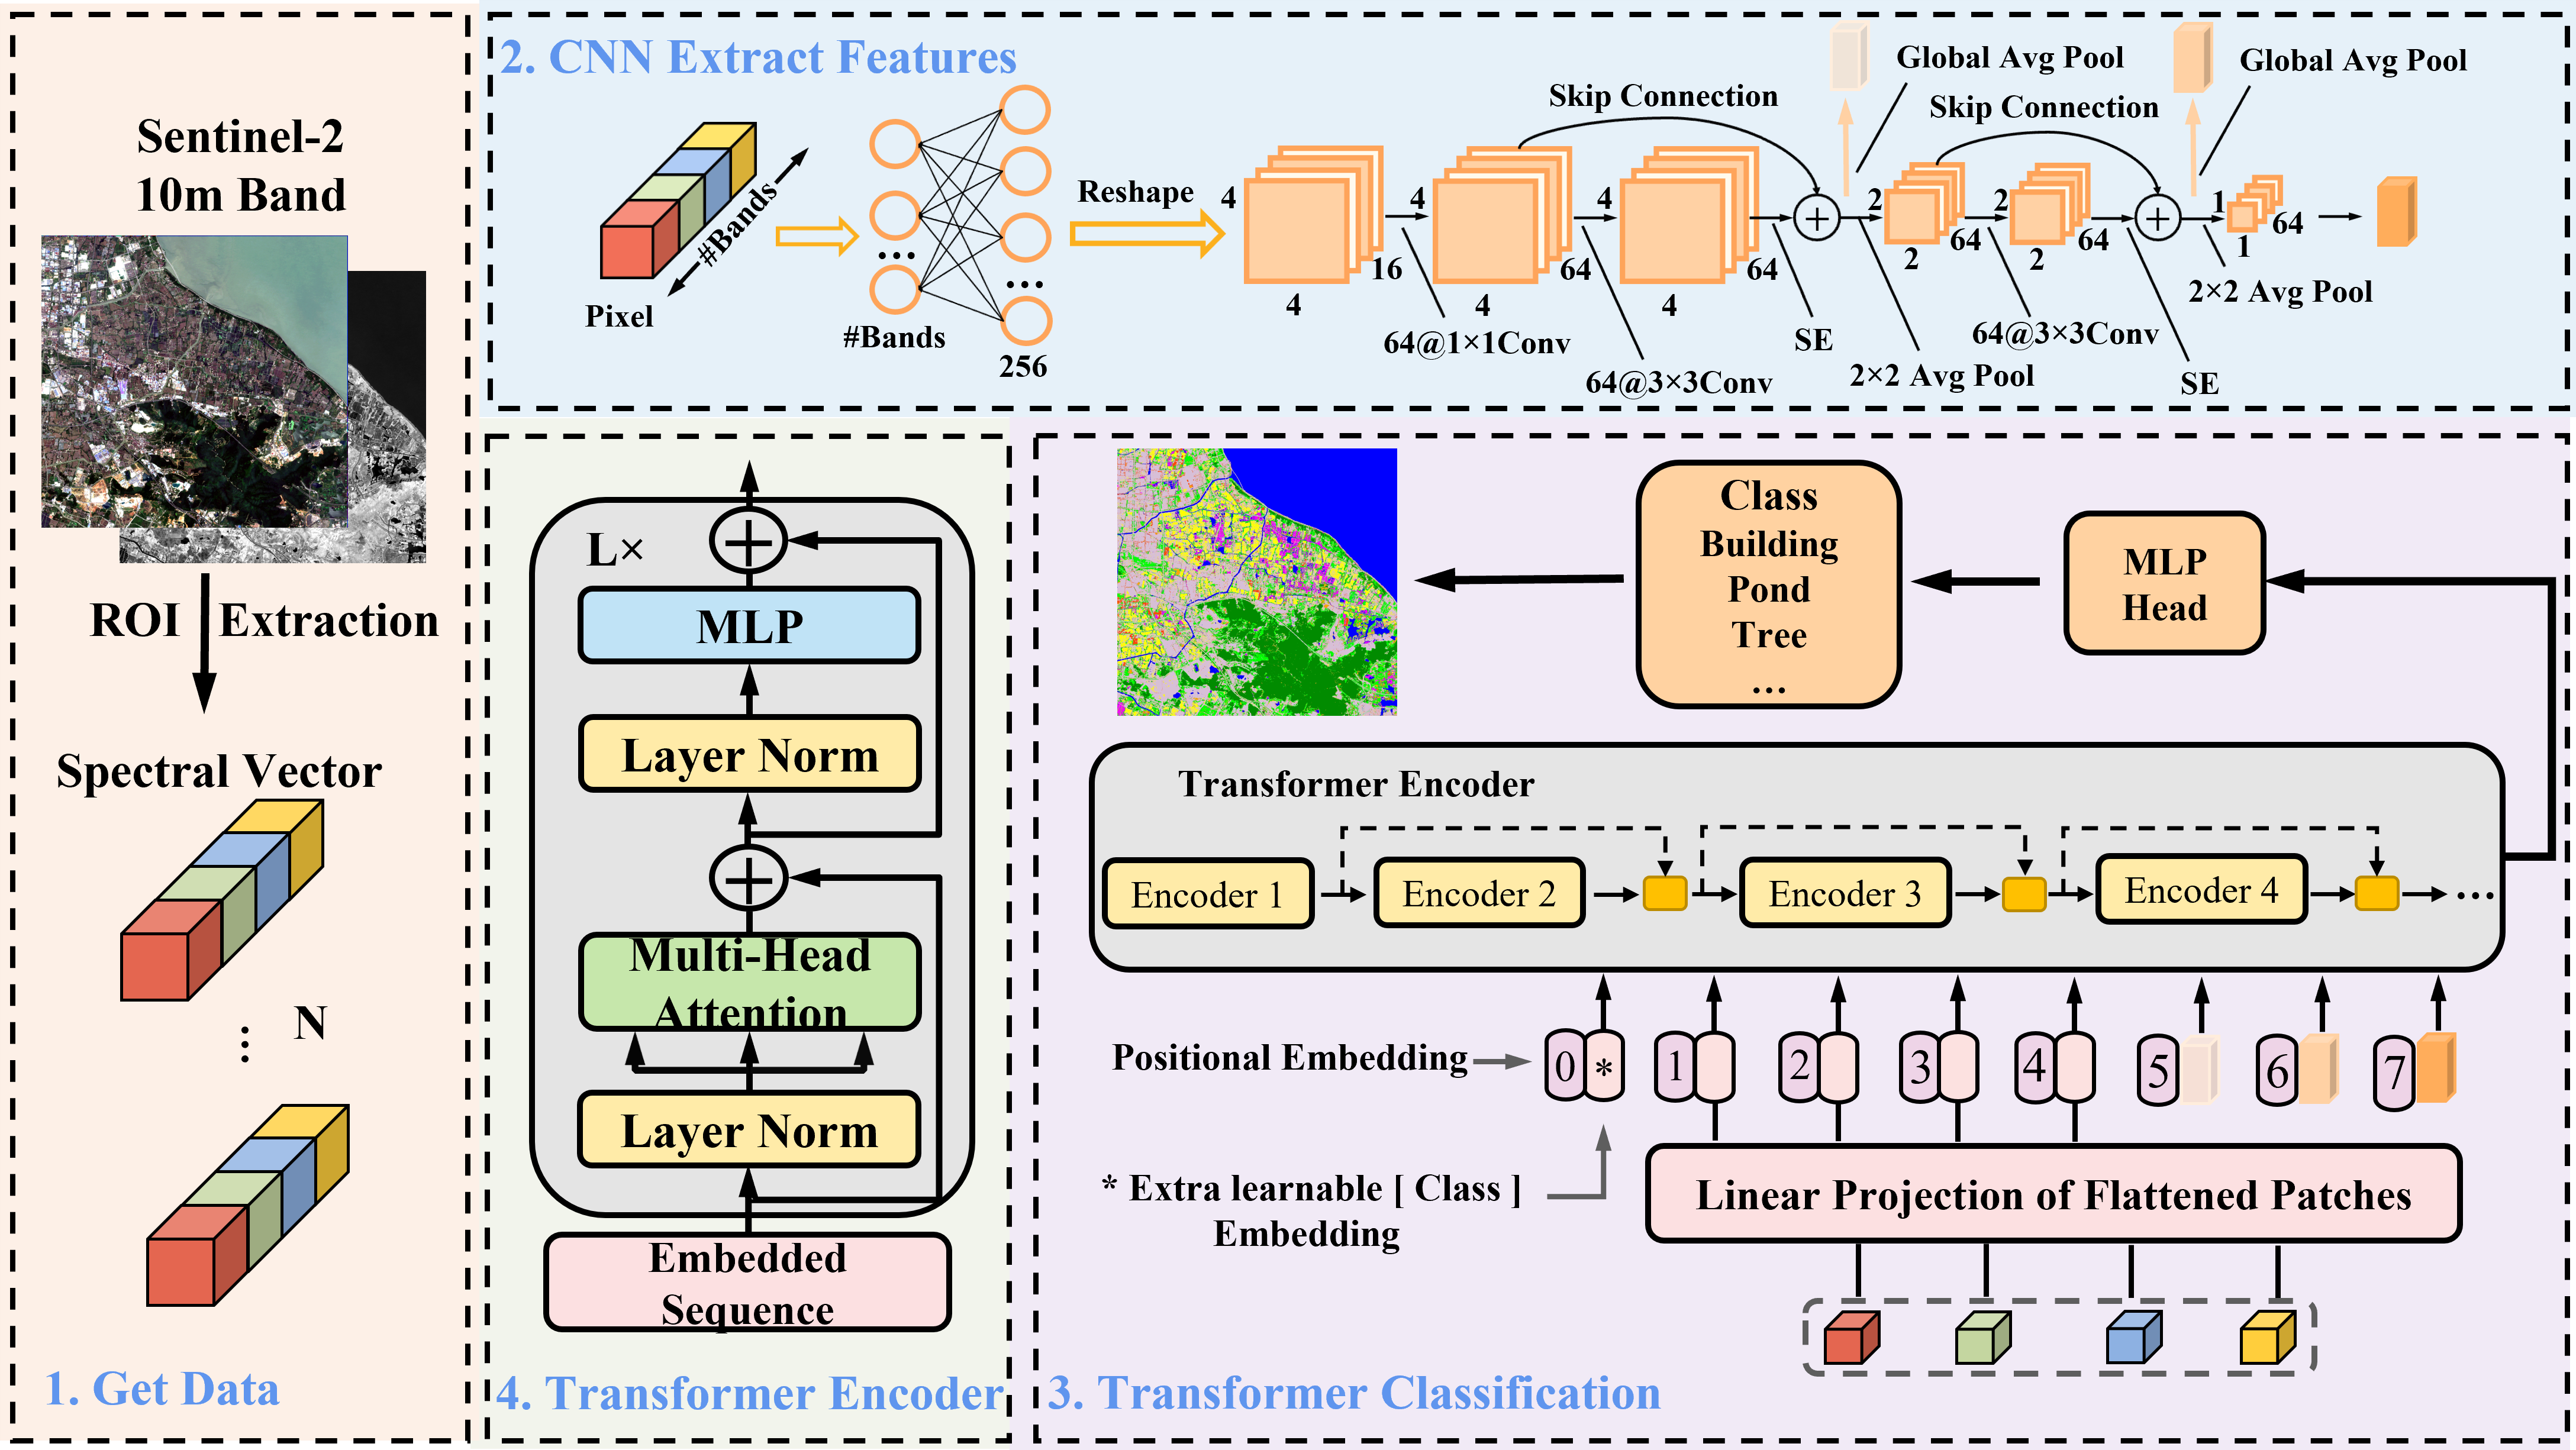 Sentinel-2
10m Band
ROI Extraction
Spectral Vector
⋮ N
1. Get Data
2. CNN Extract Features
Pixel
#Bands
#Bands
...
...
256
Reshape
4
4
16
4
4
64
4
4
64
64@1×1Conv
64@3×3Conv
Skip Connection
SE
+
Global Avg Pool
2×2 Avg Pool
2
2
64
2
2
64
64@3×3Conv
Skip Connection
SE
+
Global Avg Pool
2×2 Avg Pool
1
1
64
L×
MLP
Layer Norm
Multi-Head
Attention
Layer Norm
Embedded
Sequence
4. Transformer Encoder
Class
Building
Pond
Tree
...
MLP
Head
Transformer Encoder
Encoder 1
Encoder 2
Encoder 3
Encoder 4
...
Positional Embedding
0 *
1
2
3
4
5
6
7
* Extra learnable [ Class ]
Embedding
Linear Projection of Flattened Patches
3. Transformer Classification